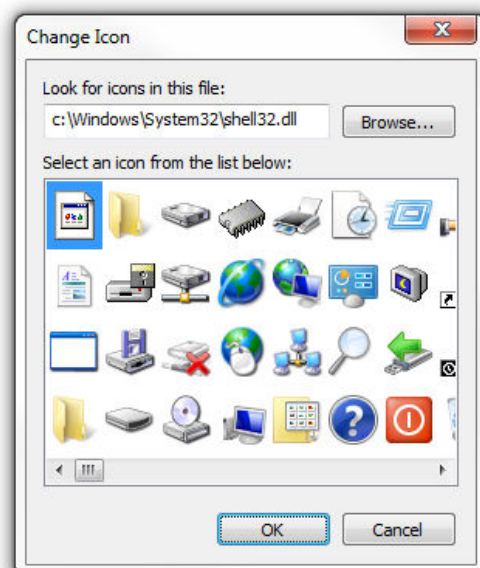 Change Icon
Look for icons in this file:
c:\Windows\System32\shell32.dll
Browse...
Select an icon from the list below:
OK
Cancel